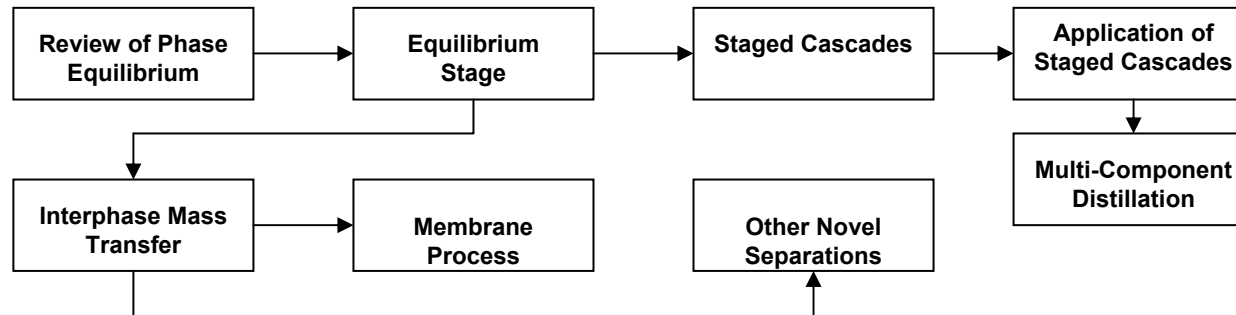 Review of Phase
Equilibrium
Equilibrium
Stage
Staged Cascades
Application of
Staged Cascades
Multi-Component
Distillation
Interphase Mass
Transfer
Membrane
Process
Other Novel
Separations